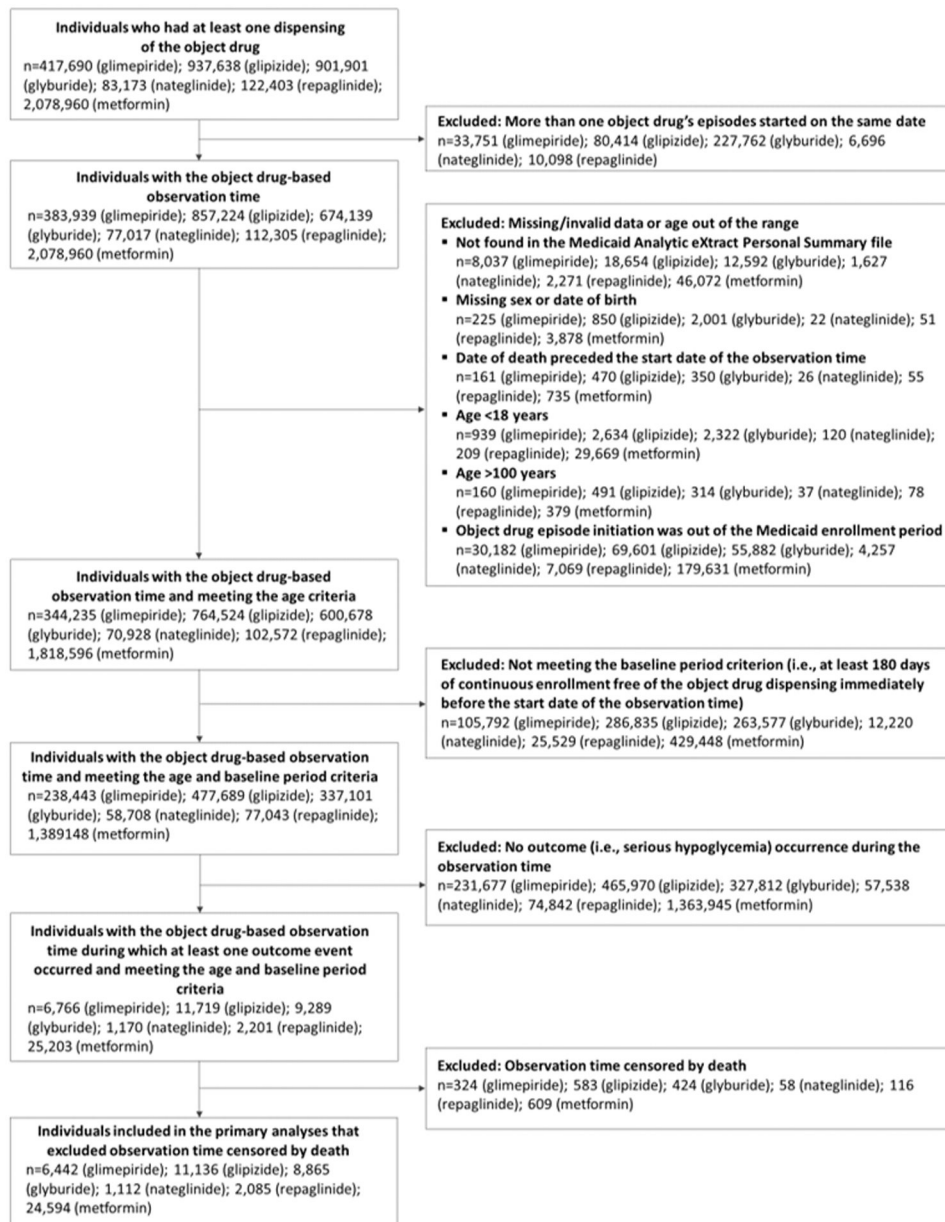 Individuals who had at least one dispensing
of the object drug
n=417,690 (glimepiride); 937,638 (glipizide); 901,901
(glyburide); 83,173 (nateglinide); 122,403 (repaglinide);
2,078,960 (metformin)
Excluded: More than one object drug's episodes started on the same date
n=33,751 (glimepiride); 80,414 (glipizide); 227,762 (glyburide); 6,696
(nateglinide); 10,098 (repaglinide)
Individuals with the object drug-based
observation time
n=383,939 (glimepiride); 857,224 (glipizide); 674,139
(glyburide); 77,017 (nateglinide); 112,305 (repaglinide);
2,078,960 (metformin)
Excluded: Missing/invalid data or age out of the range
▪ Not found in the Medicaid Analytic eXtract Personal Summary file
n=8,037 (glimepiride); 18,654 (glipizide); 12,592 (glyburide); 1,627
(nateglinide); 2,271 (repaglinide); 46,072 (metformin)
▪ Missing sex or date of birth
n=225 (glimepiride); 850 (glipizide); 2,001 (glyburide); 22 (nateglinide); 51
(repaglinide); 3,878 (metformin)
▪ Date of death preceded the start date of the observation time
n=161 (glimepiride); 470 (glipizide); 350 (glyburide); 26 (nateglinide); 55
(repaglinide); 735 (metformin)
▪ Age <18 years
n=939 (glimepiride); 2,634 (glipizide); 2,322 (glyburide); 120 (nateglinide);
209 (repaglinide); 29,669 (metformin)
▪ Age >100 years
n=160 (glimepiride); 491 (glipizide); 314 (glyburide); 37 (nateglinide); 78
(repaglinide); 379 (metformin)
▪ Object drug episode initiation was out of the Medicaid enrollment period
n=30,182 (glimepiride); 69,601 (glipizide); 55,882 (glyburide); 4,257
(nateglinide); 7,069 (repaglinide); 179,631 (metformin)
Individuals with the object drug-based
observation time and meeting the age criteria
n=344,235 (glimepiride); 764,524 (glipizide); 600,678
(glyburide); 70,928 (nateglinide); 102,572 (repaglinide);
1,818,596 (metformin)
Excluded: Not meeting the baseline period criterion (i.e., at least 180 days
of continuous enrollment free of the object drug dispensing immediately
before the start date of the observation time)
n=105,792 (glimepiride); 286,835 (glipizide); 263,577 (glyburide); 12,220
(nateglinide); 25,529 (repaglinide); 429,448 (metformin)
Individuals with the object drug-based observation
time and meeting the age and baseline period criteria
n=238,443 (glimepiride); 477,689 (glipizide); 337,101
(glyburide); 58,708 (nateglinide); 77,043 (repaglinide);
1,389148 (metformin)
Excluded: No outcome (i.e., serious hypoglycemia) occurrence during the
observation time
n=231,677 (glimepiride); 465,970 (glipizide); 327,812 (glyburide); 57,538
(nateglinide); 74,842 (repaglinide); 1,363,945 (metformin)
Individuals with the object drug-based observation
time during which at least one outcome event
occurred and meeting the age and baseline period
criteria
n=6,766 (glimepiride); 11,719 (glipizide); 9,289
(glyburide); 1,170 (nateglinide); 2,201 (repaglinide);
25,203 (metformin)
Excluded: Observation time censored by death
n=324 (glimepiride); 583 (glipizide); 424 (glyburide); 58 (nateglinide); 116
(repaglinide); 609 (metformin)
Individuals included in the primary analyses that
excluded observation time censored by death
n=6,442 (glimepiride); 11,136 (glipizide); 8,865
(glyburide); 1,112 (nateglinide); 2,085 (repaglinide);
24,594 (metformin)